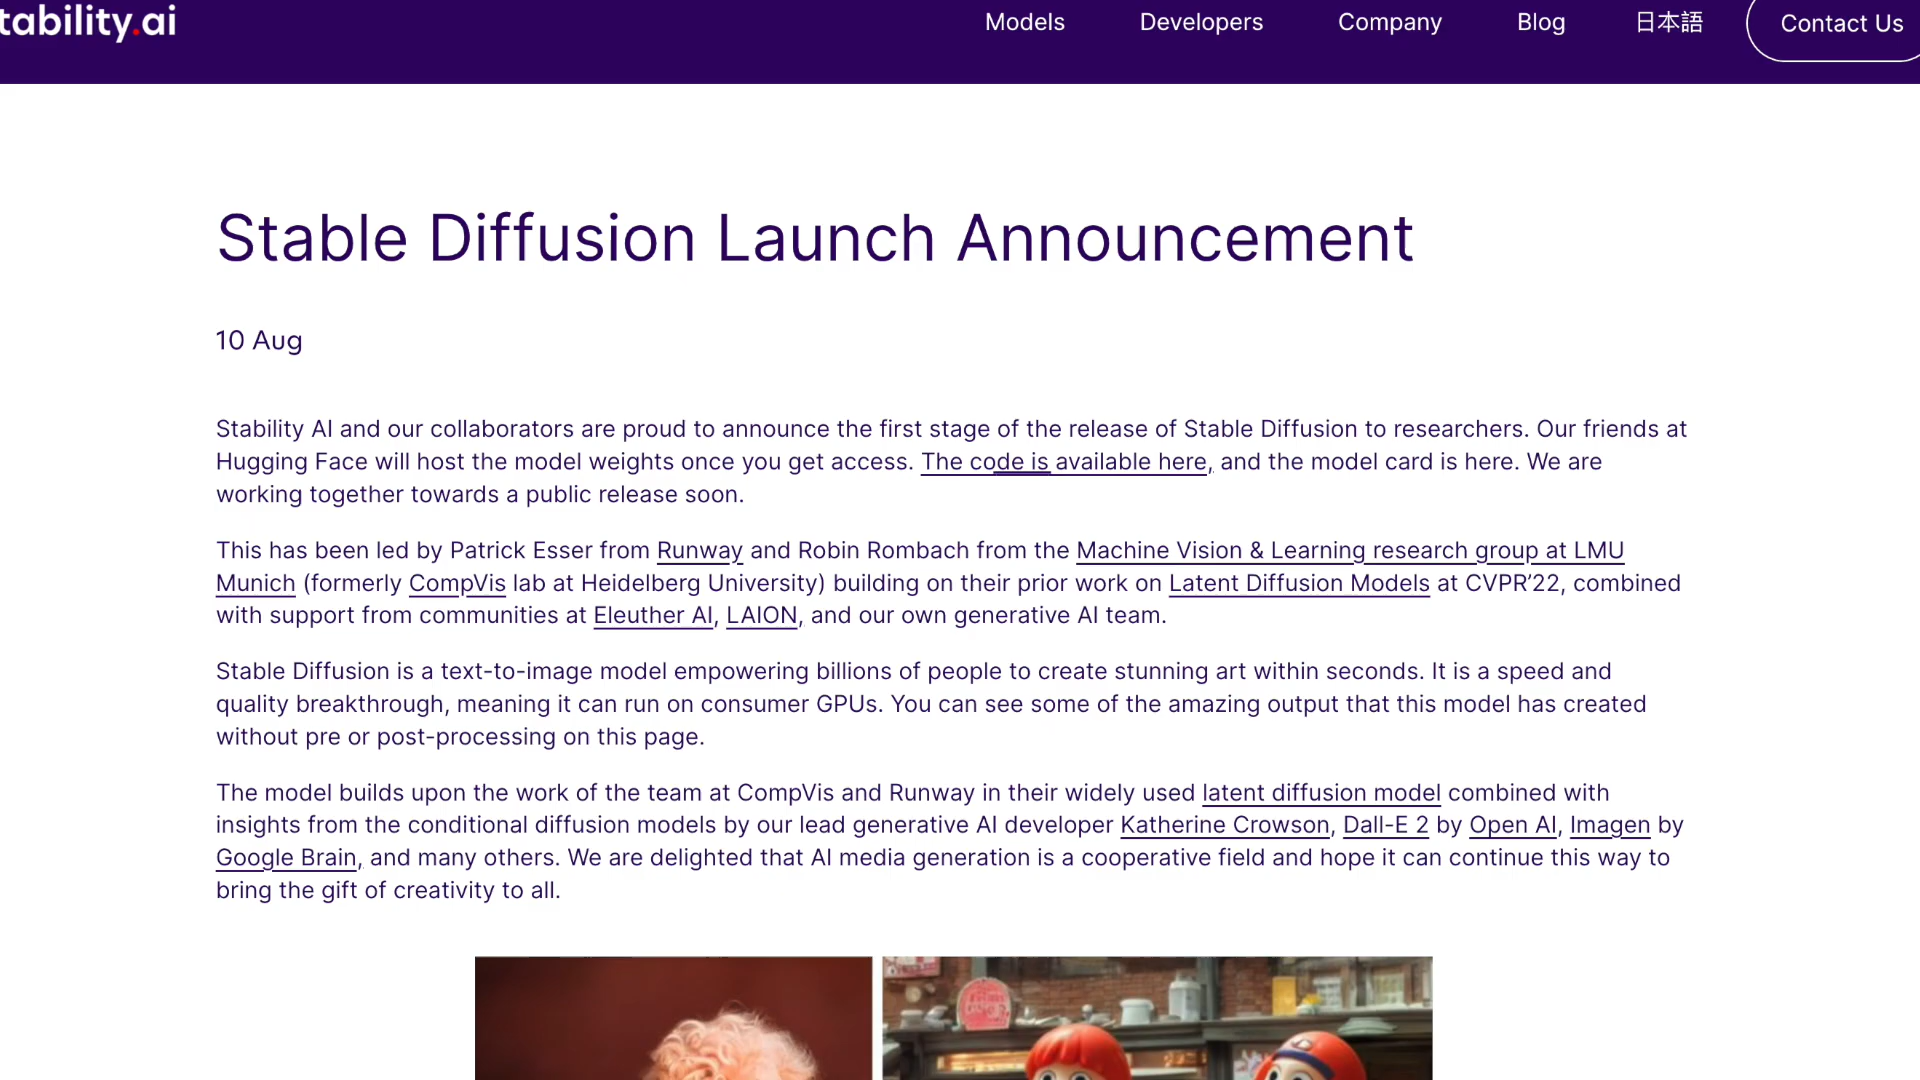 tability.ai
Models Developers Company Blog 日本語 Contact Us
Stable Diffusion Launch Announcement
10 Aug
Stability AI and our collaborators are proud to announce the first stage of the release of Stable Diffusion to researchers. Our friends at
Hugging Face will host the model weights once you get access. The code is available here, and the model card is here. We are
working together towards a public release soon.
This has been led by Patrick Esser from Runway and Robin Rombach from the Machine Vision & Learning research group at LMU
Munich (formerly CompVis lab at Heidelberg University) building on their prior work on Latent Diffusion Models at CVPR’22, combined
with support from communities at Eleuther AI, LAION, and our own generative AI team.
Stable Diffusion is a text-to-image model empowering billions of people to create stunning art within seconds. It is a speed and
quality breakthrough, meaning it can run on consumer GPUs. You can see some of the amazing output that this model has created
without pre or post-processing on this page.
The model builds upon the work of the team at CompVis and Runway in their widely used latent diffusion model combined with
insights from the conditional diffusion models by our lead generative AI developer Katherine Crowson, Dall-E 2 by Open AI, Imagen by
Google Brain, and many others. We are delighted that AI media generation is a cooperative field and hope it can continue this way to
bring the gift of creativity to all.